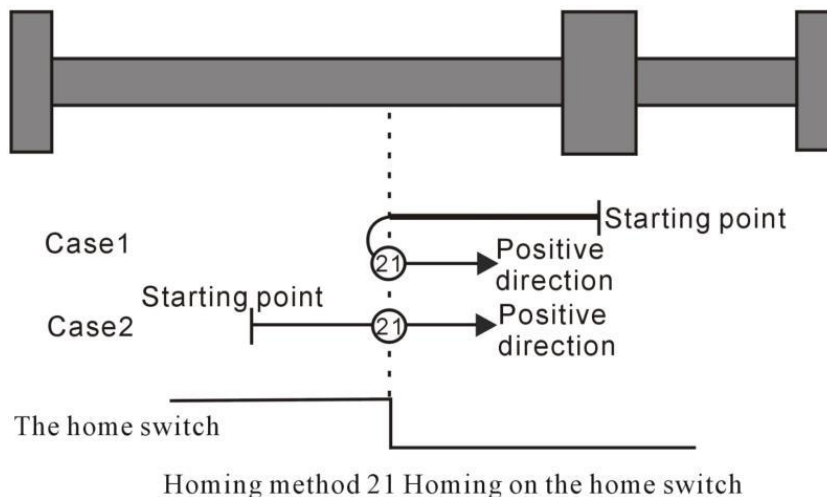 Starting point
Case1
21
Positive
direction
Starting point
Case2
21
Positive
direction
The home switch
Homing method 21 Homing on the home switch